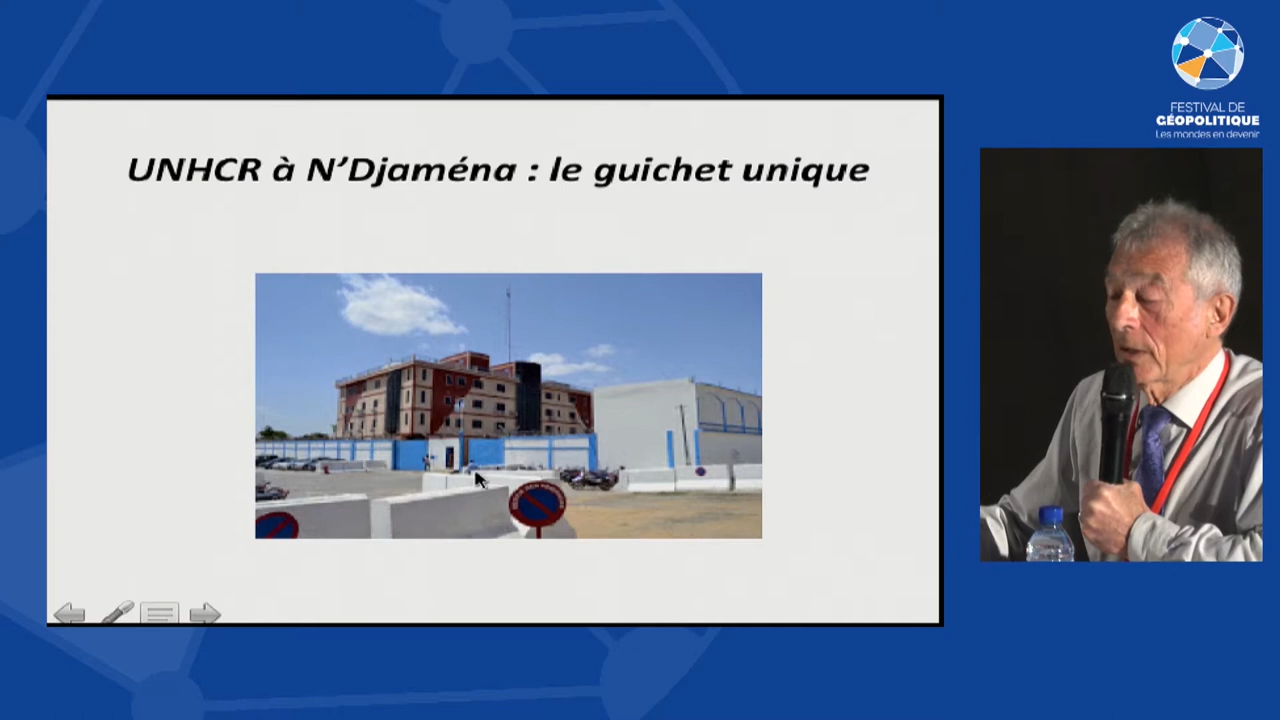 UNHCR à N’Djaména : le guichet unique
FESTIVAL DE
GÉOPOLITIQUE
Les mondes en devenir